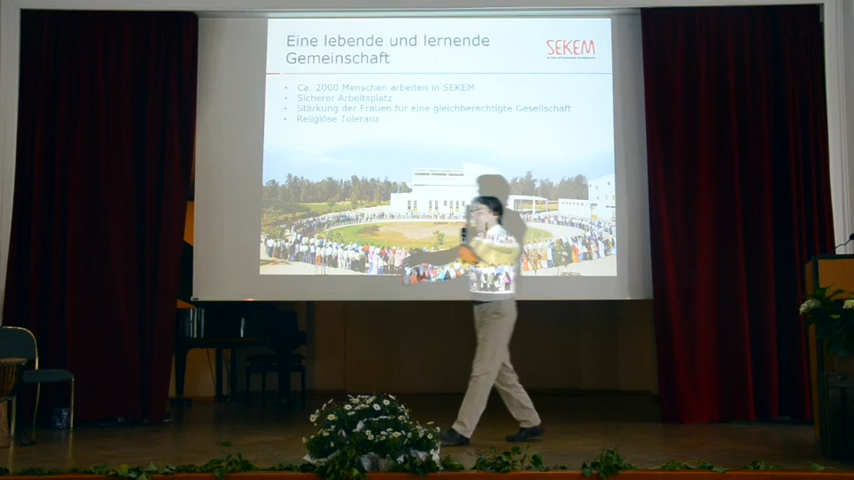 Eine lebende und lernende
Gemeinschaft
SEKEM
• Ca. 2000 Menschen arbeiten in SEKEM
• Sicherer Arbeitsplatz
• Stärkung der Frauen für eine gleichberechtigte Gesellschaft
• Religiöse Toleranz